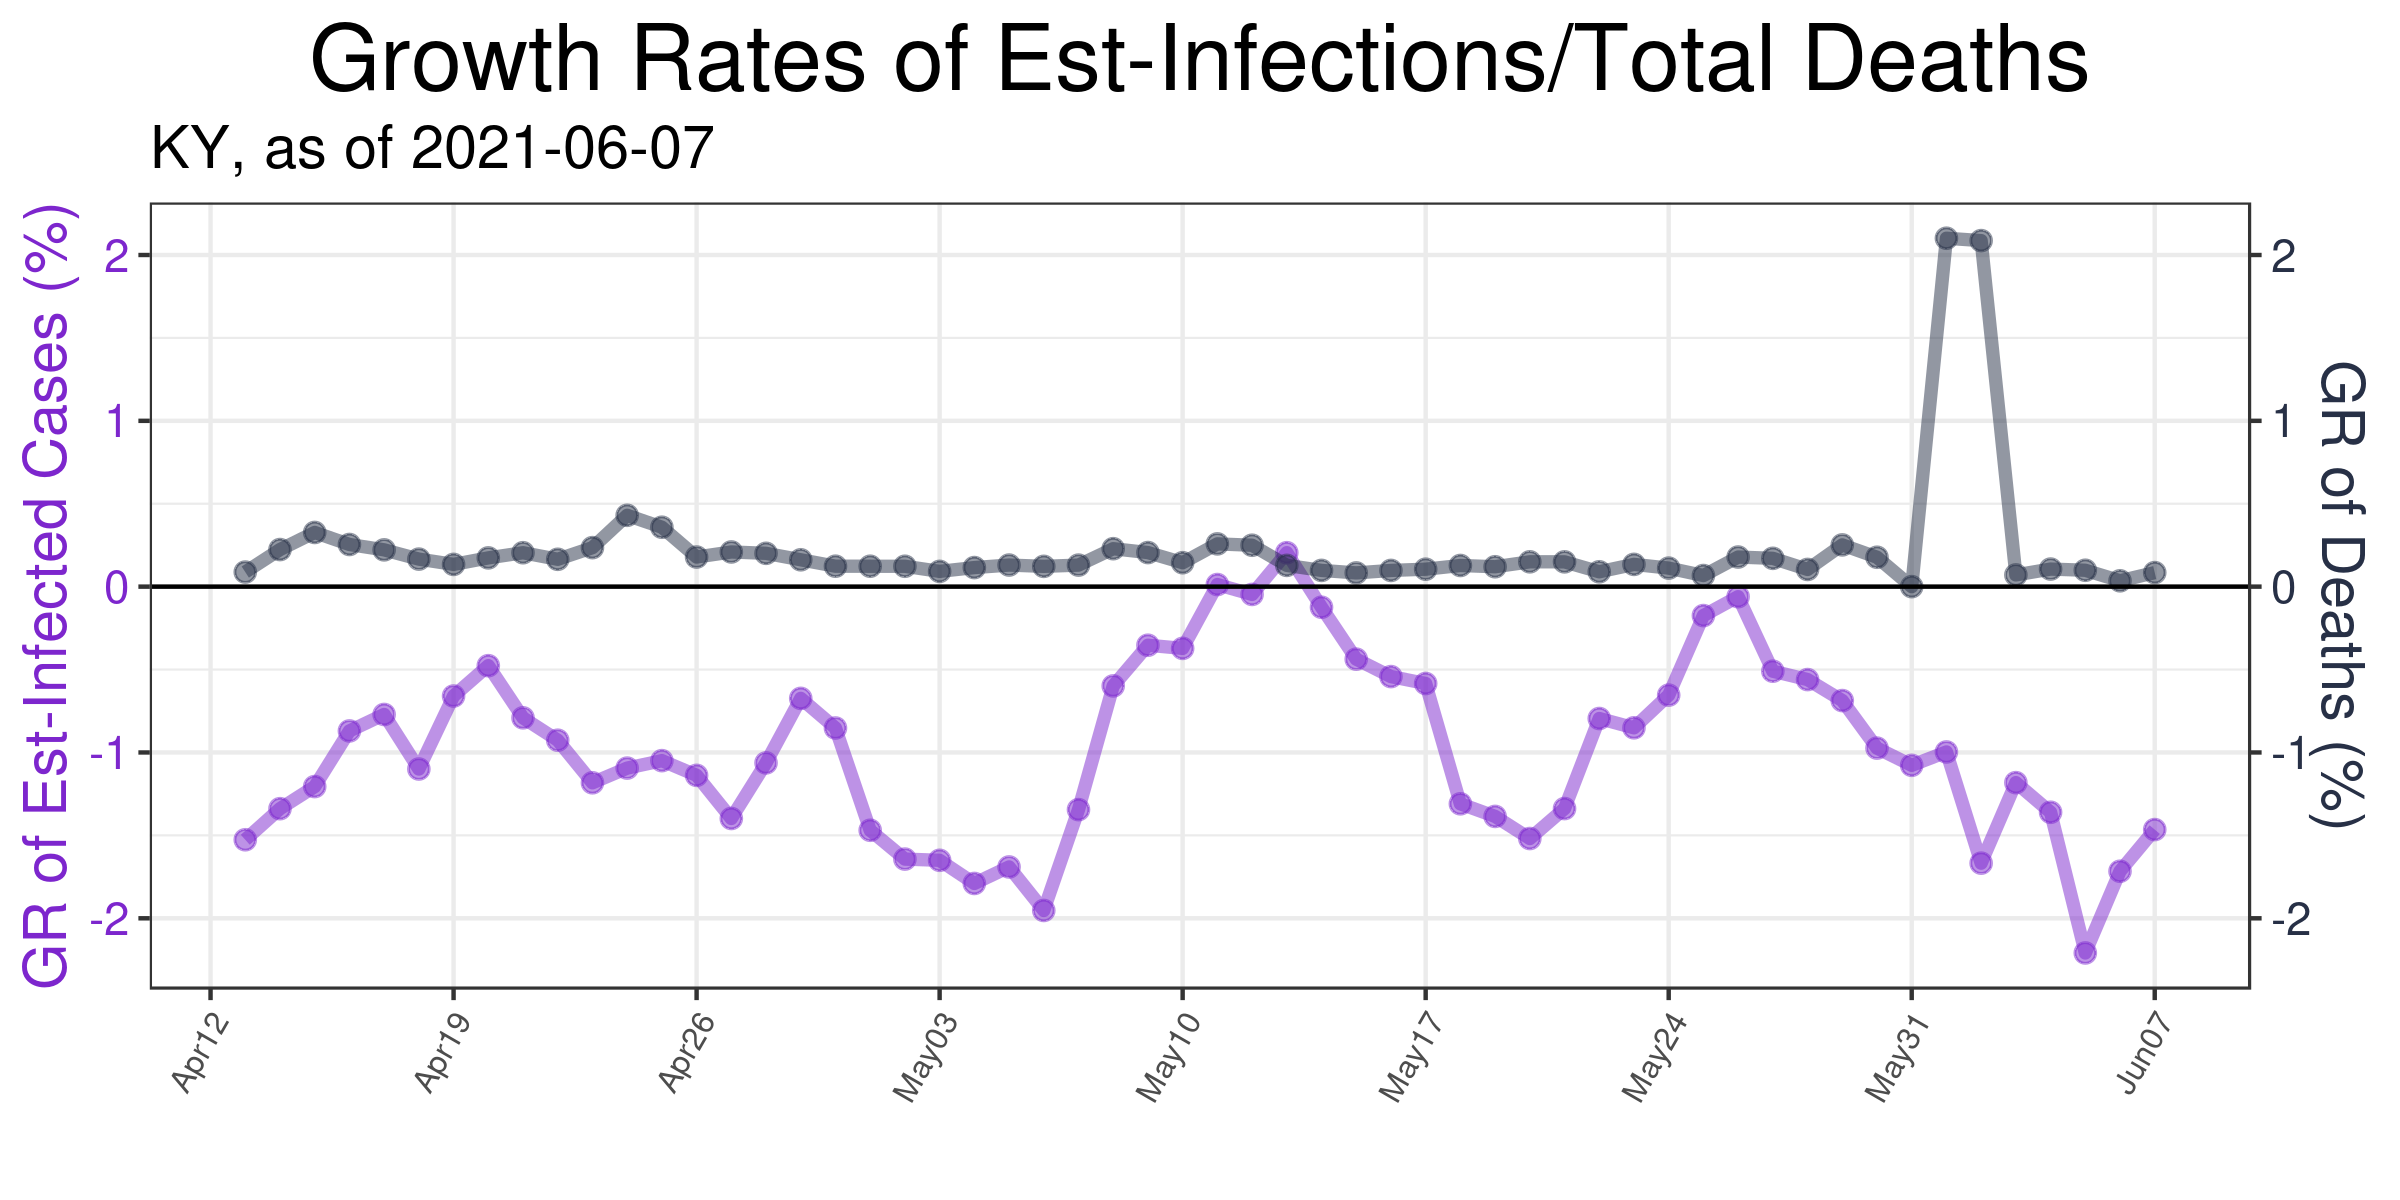 Growth Rates of Est-Infections/Total Deaths
KY, as of 2021-06-07
GR of Est-Infected Cases (%)
2
1
0
-1
-2
2
1
0
-1
-2
GR of Deaths (%)
Apr12
Apr19
Apr26
May03
May10
May17
May24
May31
Jun07